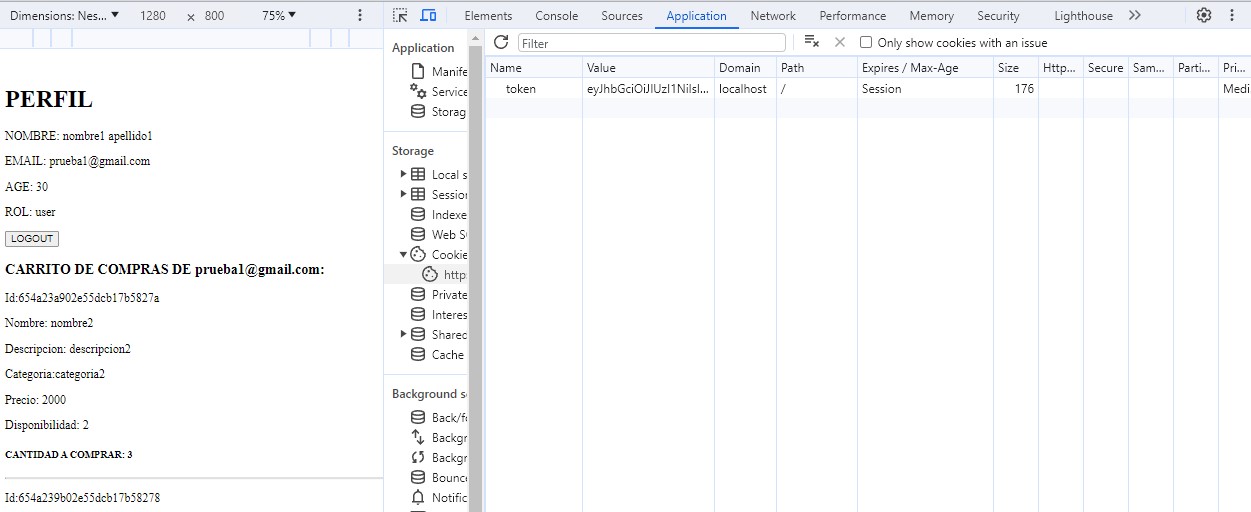 Dimensions: Nes... ▼ 1280 × 800 75% ▼
Elements Console Sources Application Network Performance Memory Security Lighthouse
PERFIL
NOMBRE: nombre1 apellido1
EMAIL: prueba1@gmail.com
AGE: 30
ROL: user
LOGOUT
CARRITO DE COMPRAS DE prueba1@gmail.com:
Id:654a23a902e55dcb17b5827a
Nombre: nombre2
Descripcion: descripcion2
Categoria:categoria2
Precio: 2000
Disponibilidad: 2
CANTIDAD A COMPRAR: 3
Id:654a239b02e55dcb17b58278
Application
Manife
Service
Storag
Storage
Local s
Session
Indexe
Web S
Cookie
http
Private
Interes
Shared
Cache
Background s
Back/f
Backgr
Backgr
Bounce
Notific
Filter Only show cookies with an issue
Name Value Domain Path Expires / Max-Age Size Http... Secure Sam... Parti... Pri...
token eyJhbGciOiJIUzI1NiIsI... localhost / Session 176 Medi